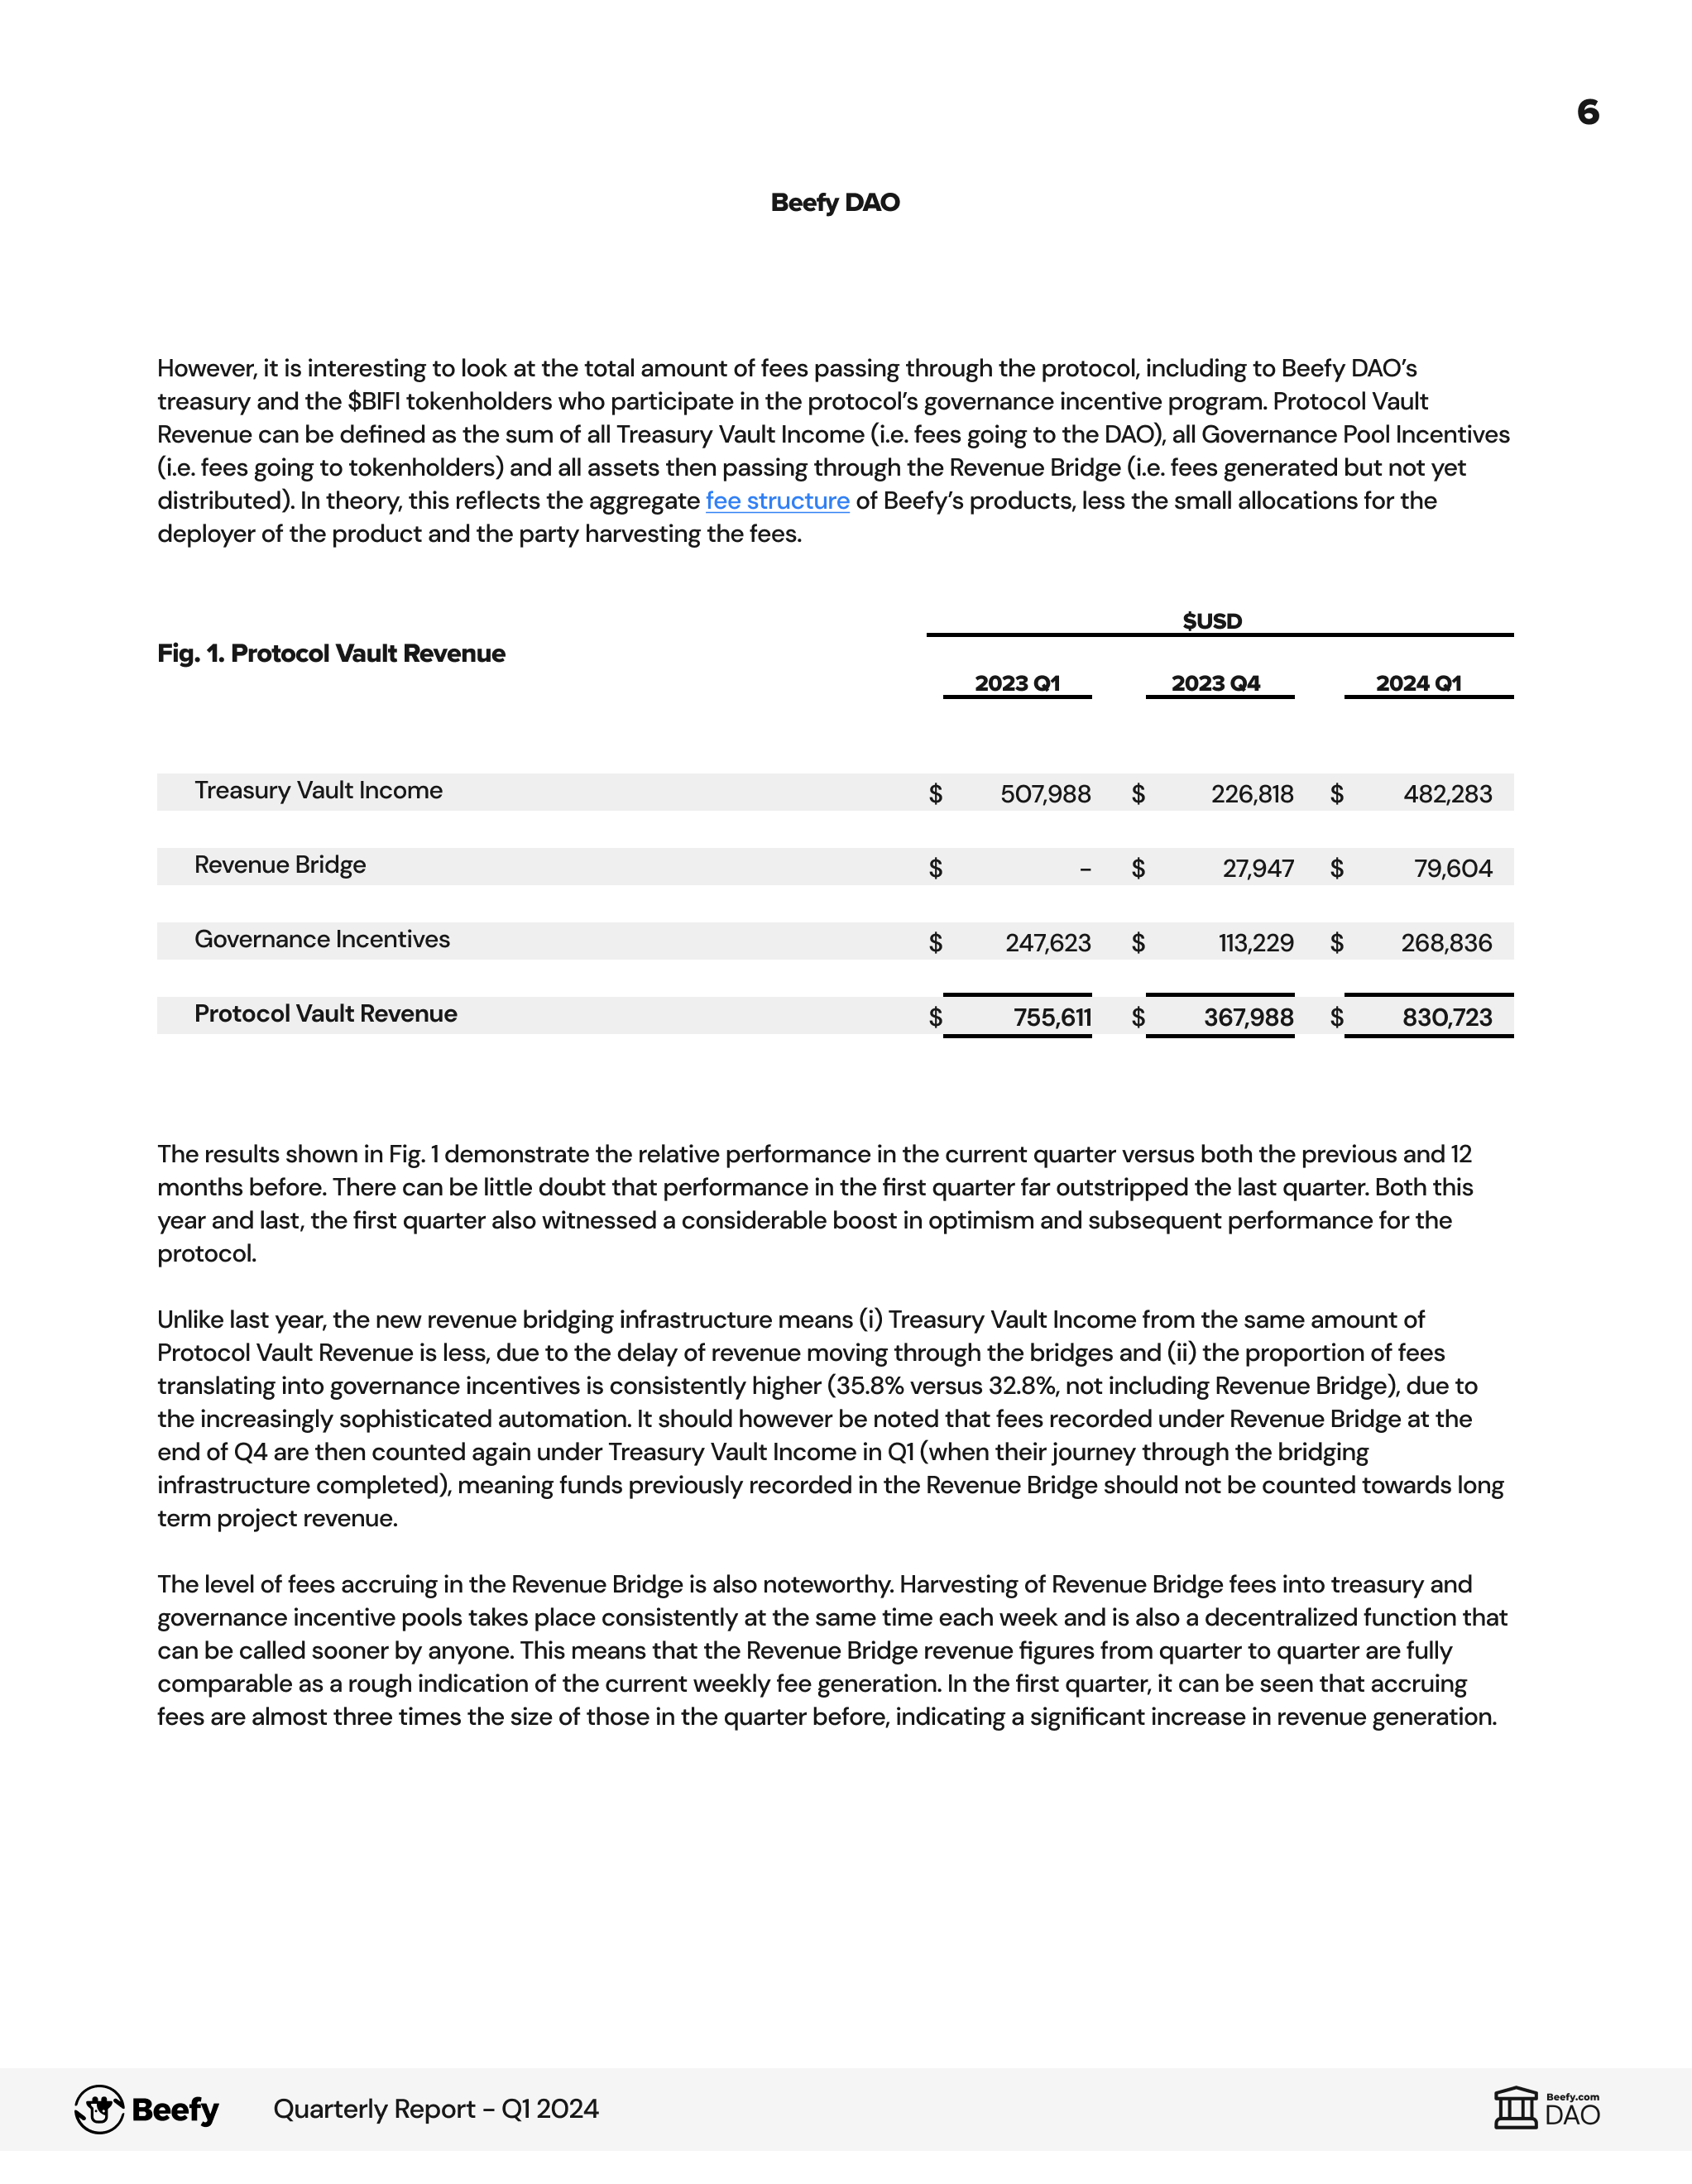 6
Beefy DAO
However, it is interesting to look at the total amount of fees passing through the protocol, including to Beefy DAO’s
treasury and the $BIFI tokenholders who participate in the protocol’s governance incentive program. Protocol Vault
Revenue can be defined as the sum of all Treasury Vault Income (i.e. fees going to the DAO), all Governance Pool Incentives
(i.e. fees going to tokenholders) and all assets then passing through the Revenue Bridge (i.e. fees generated but not yet
distributed). In theory, this reflects the aggregate fee structure of Beefy’s products, less the small allocations for the
deployer of the product and the party harvesting the fees.
$USD
Fig. 1. Protocol Vault Revenue
2023 Q1 2023 Q4 2024 Q1
Treasury Vault Income $ 507,988 $ 226,818 $ 482,283
Revenue Bridge $ – $ 27,947 $ 79,604
Governance Incentives $ 247,623 $ 113,229 $ 268,836
Protocol Vault Revenue $ 755,611 $ 367,988 $ 830,723
The results shown in Fig. 1 demonstrate the relative performance in the current quarter versus both the previous and 12
months before. There can be little doubt that performance in the first quarter far outstripped the last quarter. Both this
year and last, the first quarter also witnessed a considerable boost in optimism and subsequent performance for the
protocol.
Unlike last year, the new revenue bridging infrastructure means (i) Treasury Vault Income from the same amount of
Protocol Vault Revenue is less, due to the delay of revenue moving through the bridges and (ii) the proportion of fees
translating into governance incentives is consistently higher (35.8% versus 32.8%, not including Revenue Bridge), due to
the increasingly sophisticated automation. It should however be noted that fees recorded under Revenue Bridge at the
end of Q4 are then counted again under Treasury Vault Income in Q1 (when their journey through the bridging
infrastructure completed), meaning funds previously recorded in the Revenue Bridge should not be counted towards long
term project revenue.
The level of fees accruing in the Revenue Bridge is also noteworthy. Harvesting of Revenue Bridge fees into treasury and
governance incentive pools takes place consistently at the same time each week and is also a decentralized function that
can be called sooner by anyone. This means that the Revenue Bridge revenue figures from quarter to quarter are fully
comparable as a rough indication of the current weekly fee generation. In the first quarter, it can be seen that accruing
fees are almost three times the size of those in the quarter before, indicating a significant increase in revenue generation.
Beefy Quarterly Report – Q1 2024
Beefy.com
DAO